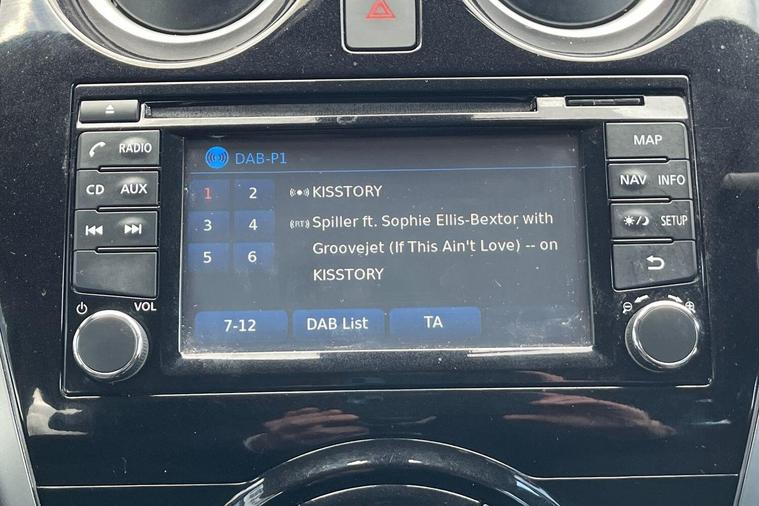 RADIO
CD AUX
VOL
DAB-P1
1 2
3 4
5 6
KISSTORY
(RT) Spiller ft. Sophie Ellis-Bextor with
Groovejet (If This Ain't Love) -- on
KISSTORY
7-12 DAB List TA
MAP
NAV INFO
SETUP